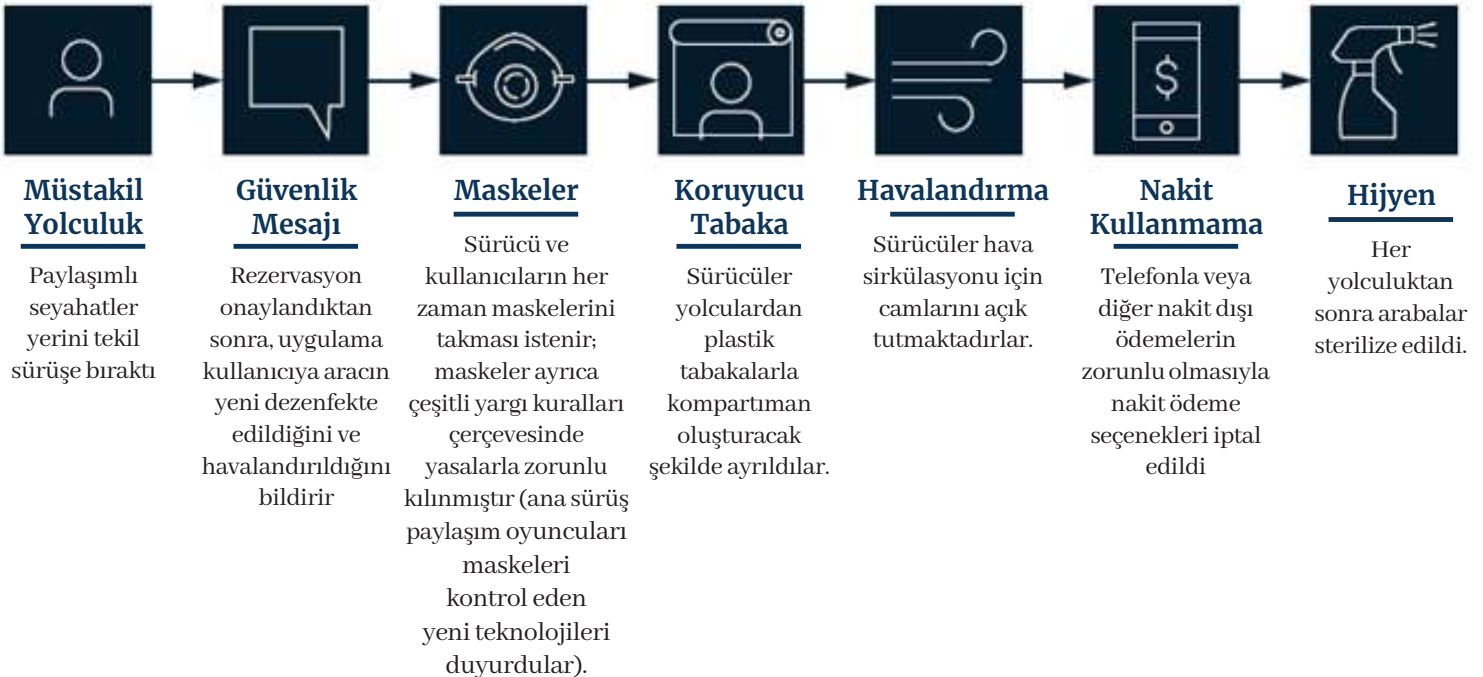 $
Müstakil
Yolculuk
Paylaşımlı
seyahatler
yerini tekil
sürüşe bıraktı
Güvenlik
Mesajı
Rezervasyon
onaylandıktan
sonra, uygulama
kullanıcıya aracın
yeni dezenfekte
edildiğini ve
havalandırıldığını
bildirir
Maskeler
Sürücü ve
kullanıcıların her
zaman maskelerini
takması istenir;
maskeler ayrıca
çeşitli yargı kuralları
çerçevesinde
yasalarla zorunlu
kılınmıştır (ana sürüş
paylaşım oyuncuları
maskeleri
kontrol eden
yeni teknolojileri
duyurdular).
Koruyucu
Tabaka
Sürücüler
yolculardan
plastik
tabakalarla
kompartıman
oluşturacak
şekilde ayrıldılar.
Havalandırma
Sürücüler hava
sirkülasyonu için
camlarını açık
tutmaktadırlar.
Nakit
Kullanmama
Telefonla veya
diğer nakit dışı
ödemelerin
zorunlu olmasıyla
nakit ödeme
seçenekleri iptal
edildi
Hijyen
Her
yolculuktan
sonra arabalar
sterilize edildi.